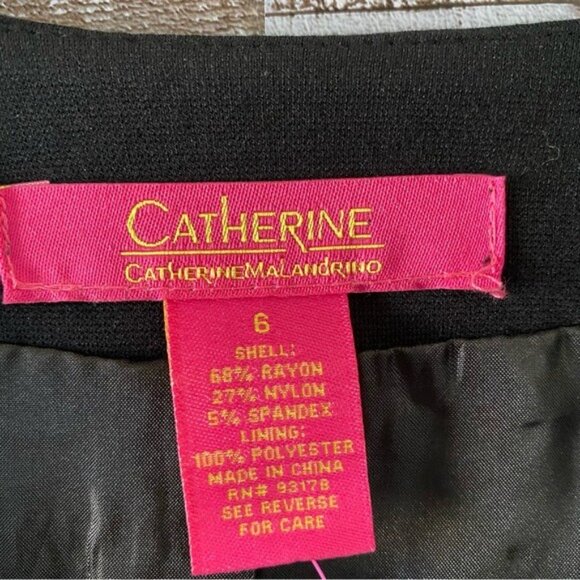 CATHERINE
CATHERINEMALANDRINO
6
SHELL:
68% RAYON
27% NYLON
5% SPANDEX
LINING:
100% POLYESTER
MADE IN CHINA
RN# 93178
SEE REVERSE
FOR CARE